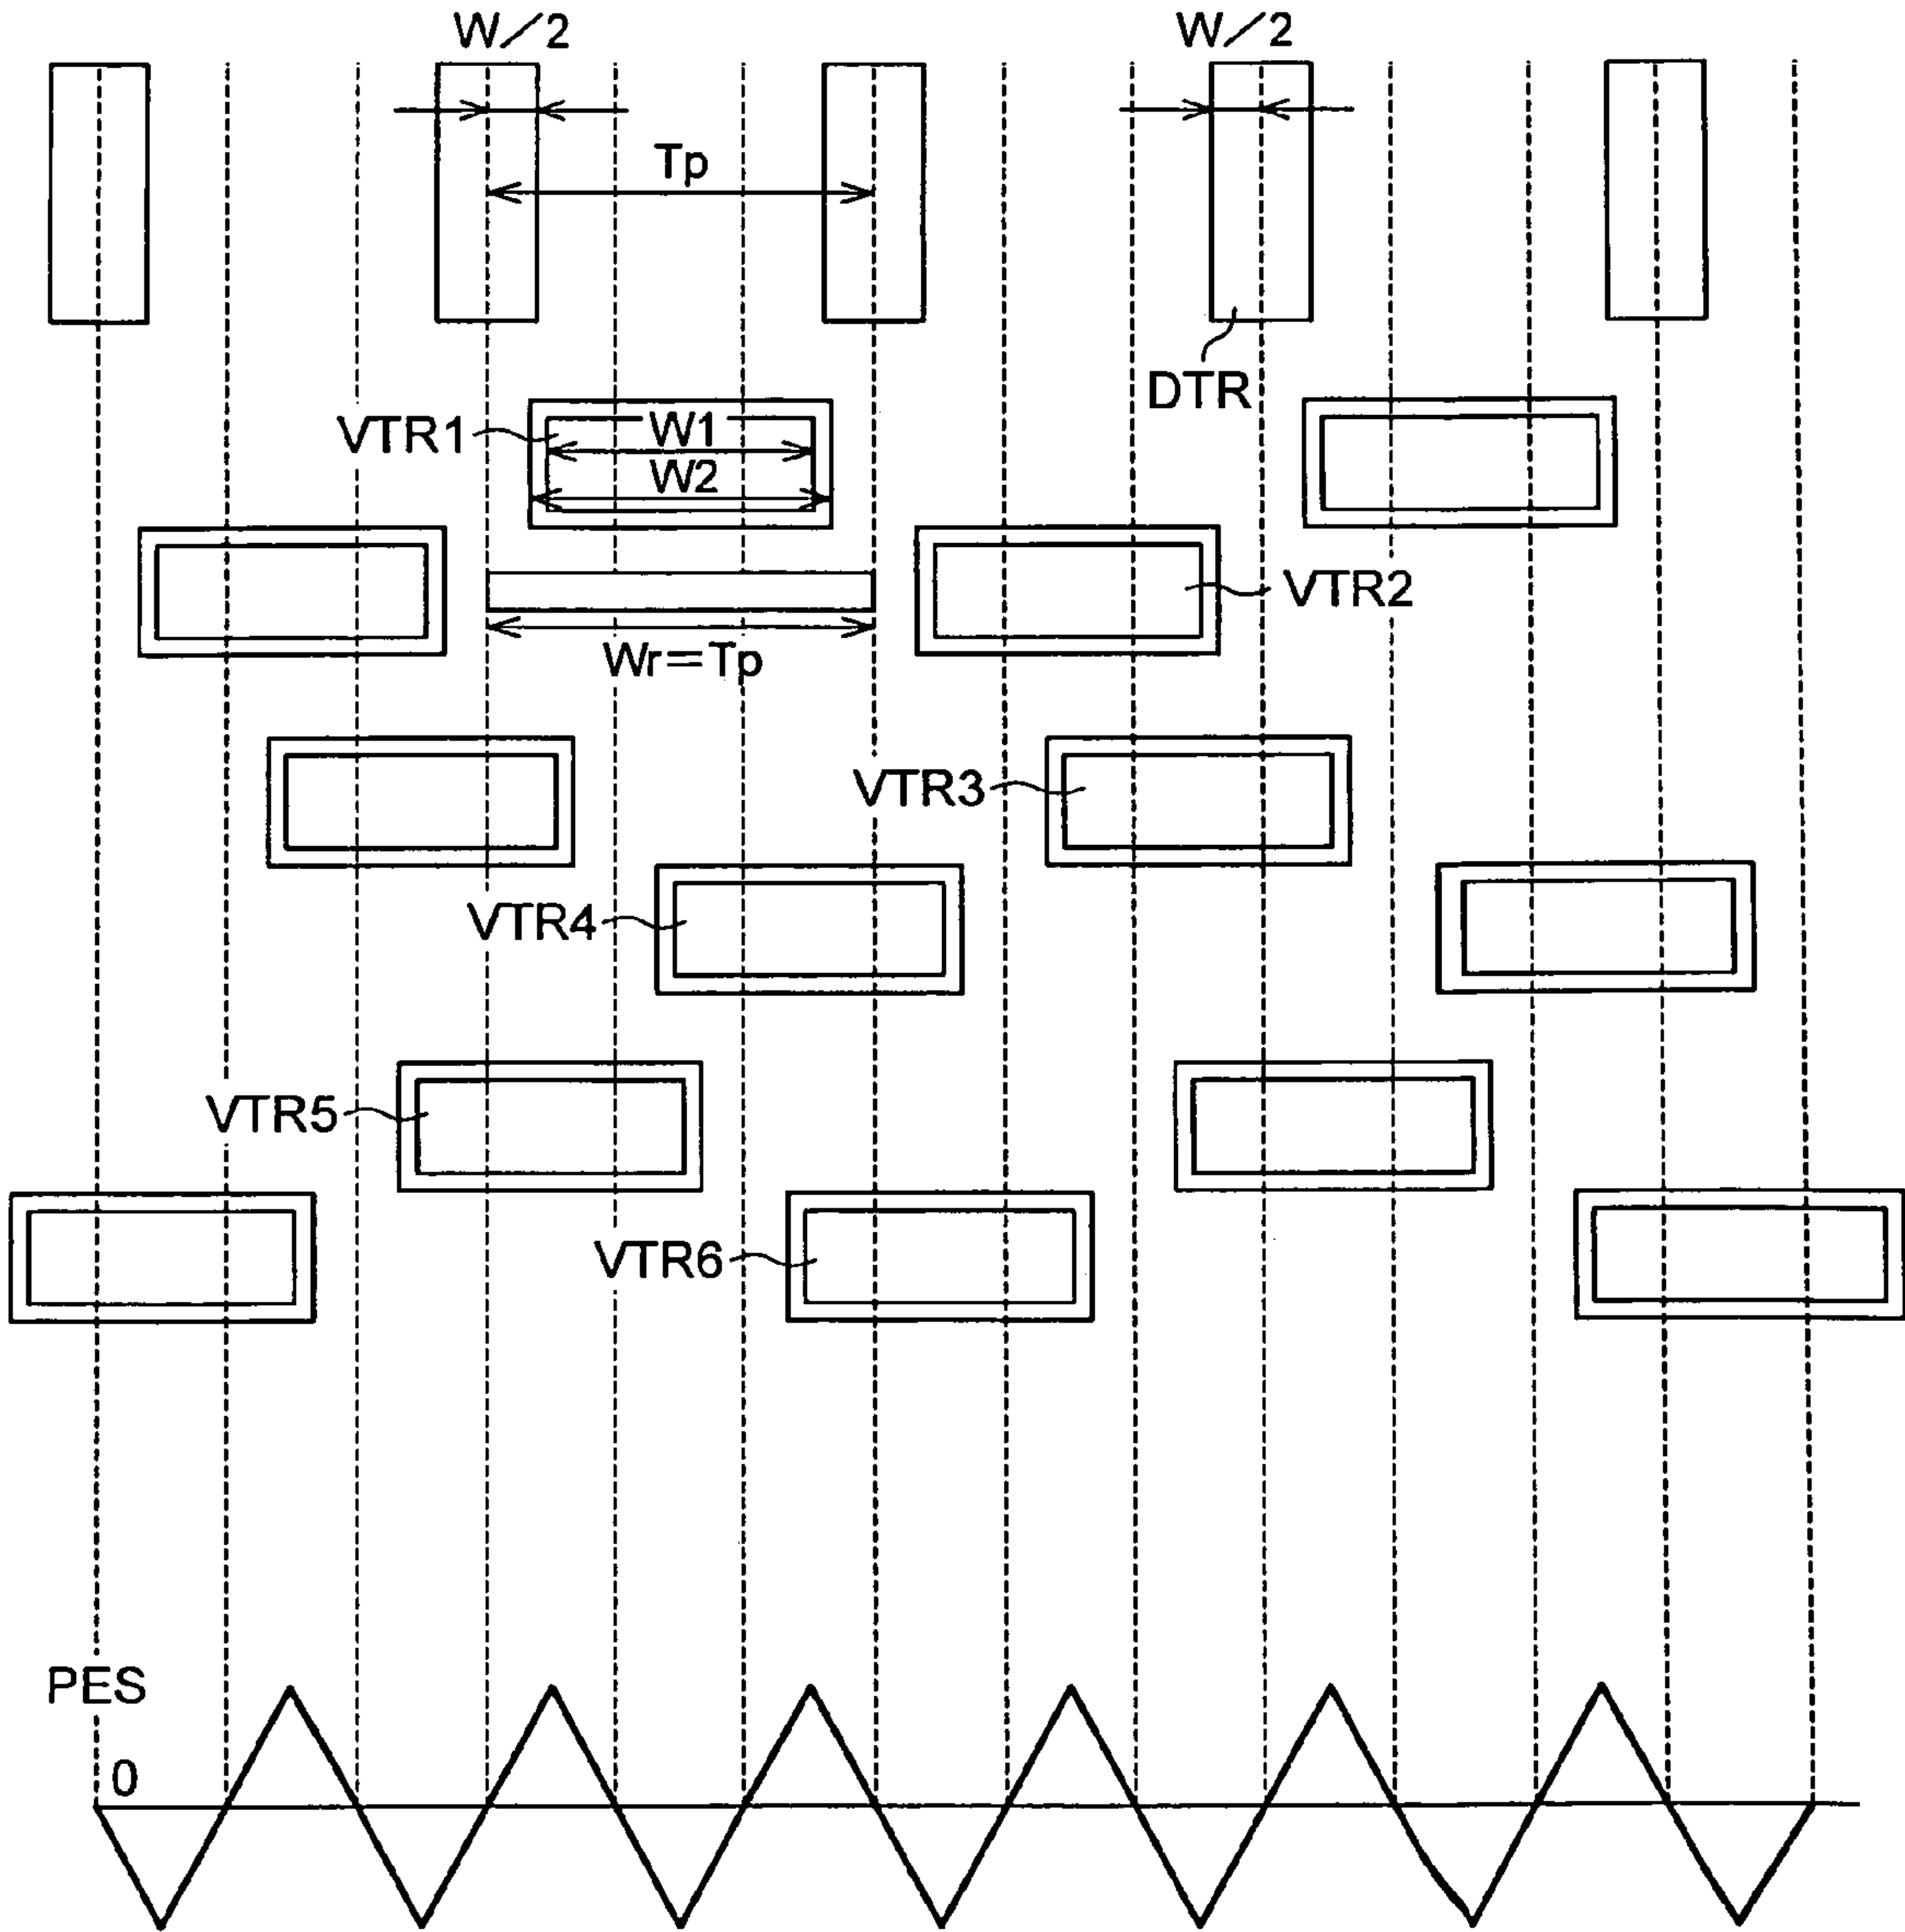 W/2
W/2
Tp
DTR
VTR1
W1
W2
VTR2
Wr=Tp
VTR3
VTR4
VTR5
VTR6
PES
0